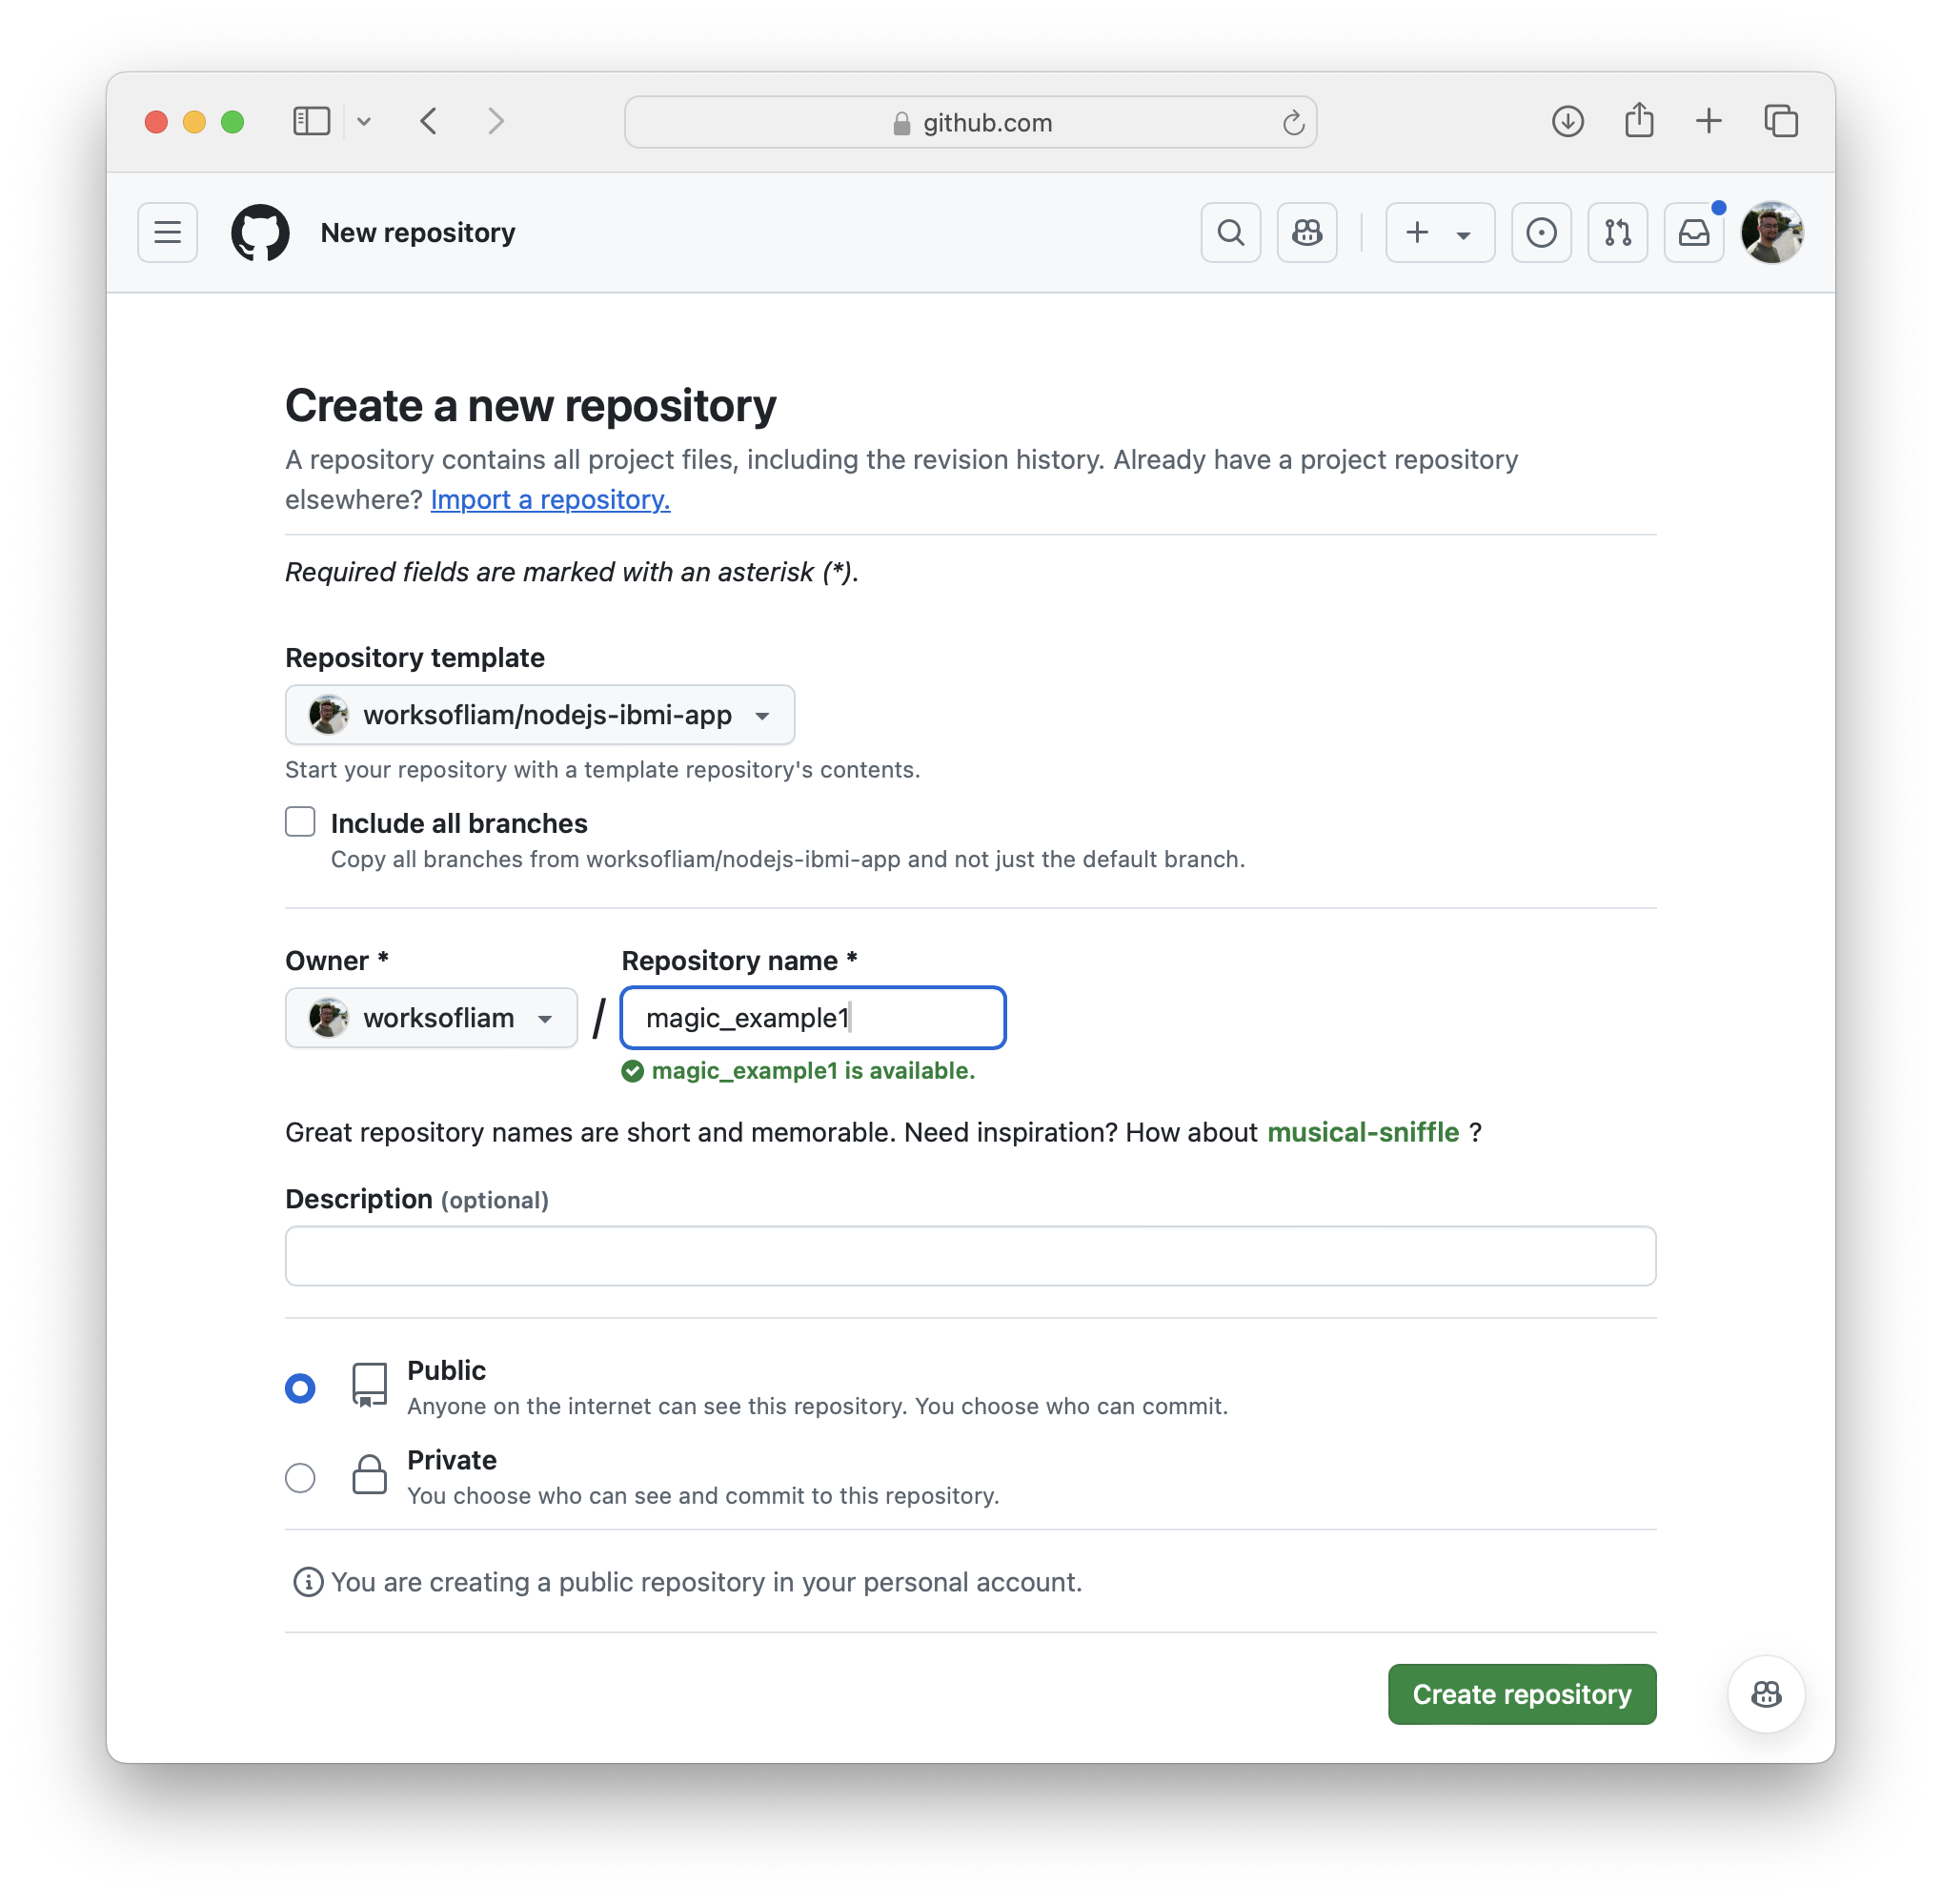 github.com
New repository
Create a new repository
A repository contains all project files, including the revision history. Already have a project repository
elsewhere? Import a repository.
Required fields are marked with an asterisk (*).
Repository template
worksofliam/nodejs-ibmi-app
Start your repository with a template repository's contents.
Include all branches
Copy all branches from worksofliam/nodejs-ibmi-app and not just the default branch.
Owner * Repository name *
worksofliam / magic_example1
magic_example1 is available.
Great repository names are short and memorable. Need inspiration? How about musical-sniffle ?
Description (optional)
Public
Anyone on the internet can see this repository. You choose who can commit.
Private
You choose who can see and commit to this repository.
You are creating a public repository in your personal account.
Create repository